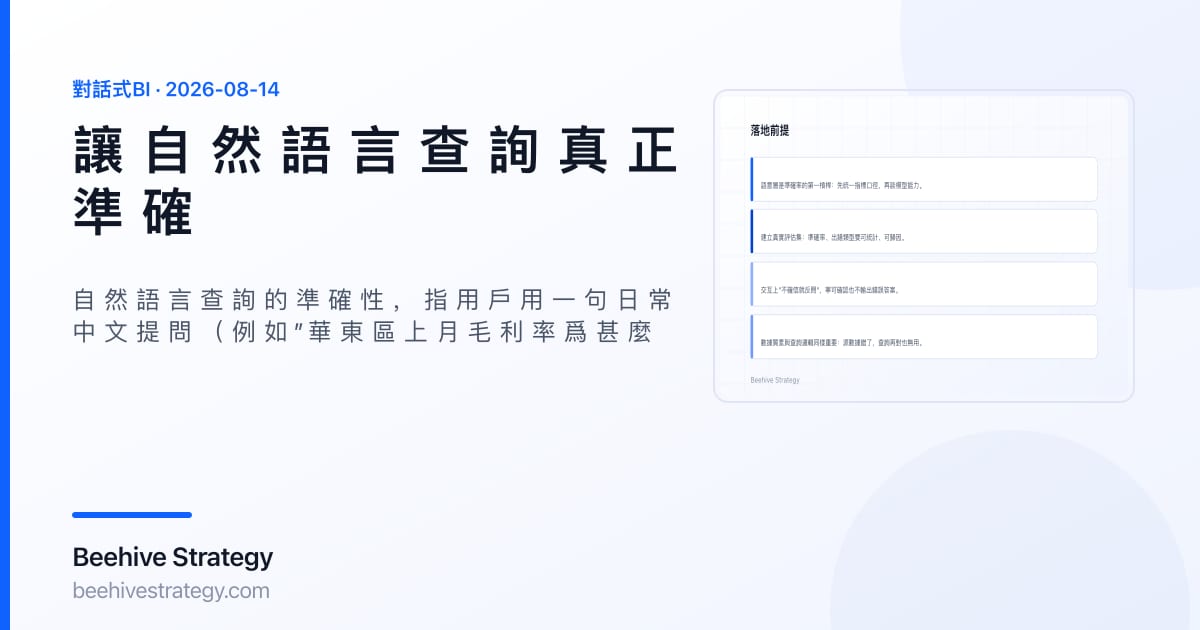 對話式BI · 2026-08-14
讓自然語言查詢真正
準確
自然語言查詢的準確性，指用戶用一句日常
中文提問（例如"華東區上月毛利率爲甚麼
Beehive Strategy
beehivestrategy.com
落地前提
語意層是準確率的第一槓桿：先統一指標口徑，再談模型能力。
建立真實評估集：準確率、出錯類型要可統計、可歸因。
交互上"不確信就反問"，寧可確認也不輸出錯誤答案。
數據質素與查詢邏輯同樣重要：源數據錯了，查詢再對也無用。
Beehive Strategy